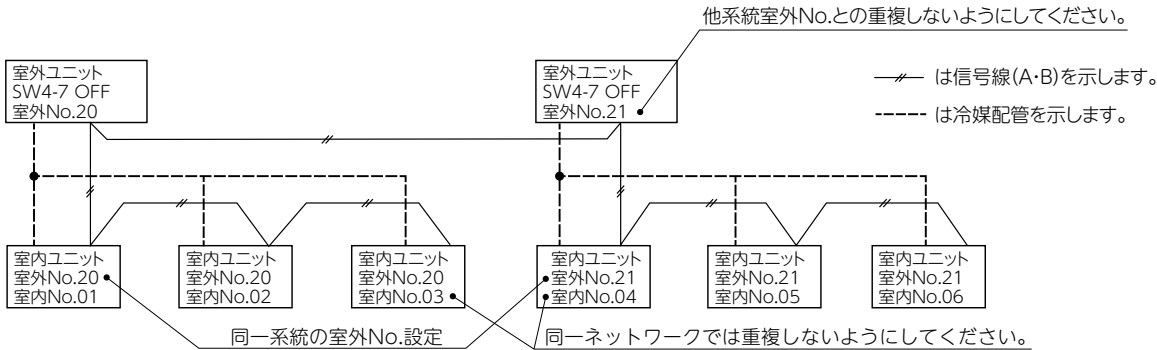 他系統室外No.との重複しないようにしてください。
室外ユニット
SW4-7 OFF
室外No.20
室外ユニット
SW4-7 OFF
室外No.21
は信号線(A・B)を示します。
は冷媒配管を示します。
室内ユニット
室外No.20
室内No.01
室内ユニット
室外No.20
室内No.02
室内ユニット
室外No.20
室内No.03
室内ユニット
室外No.21
室内No.04
室内ユニット
室外No.21
室内No.05
室内ユニット
室外No.21
室内No.06
同一系統の室外No.設定
同一ネットワークでは重複しないようにしてください。